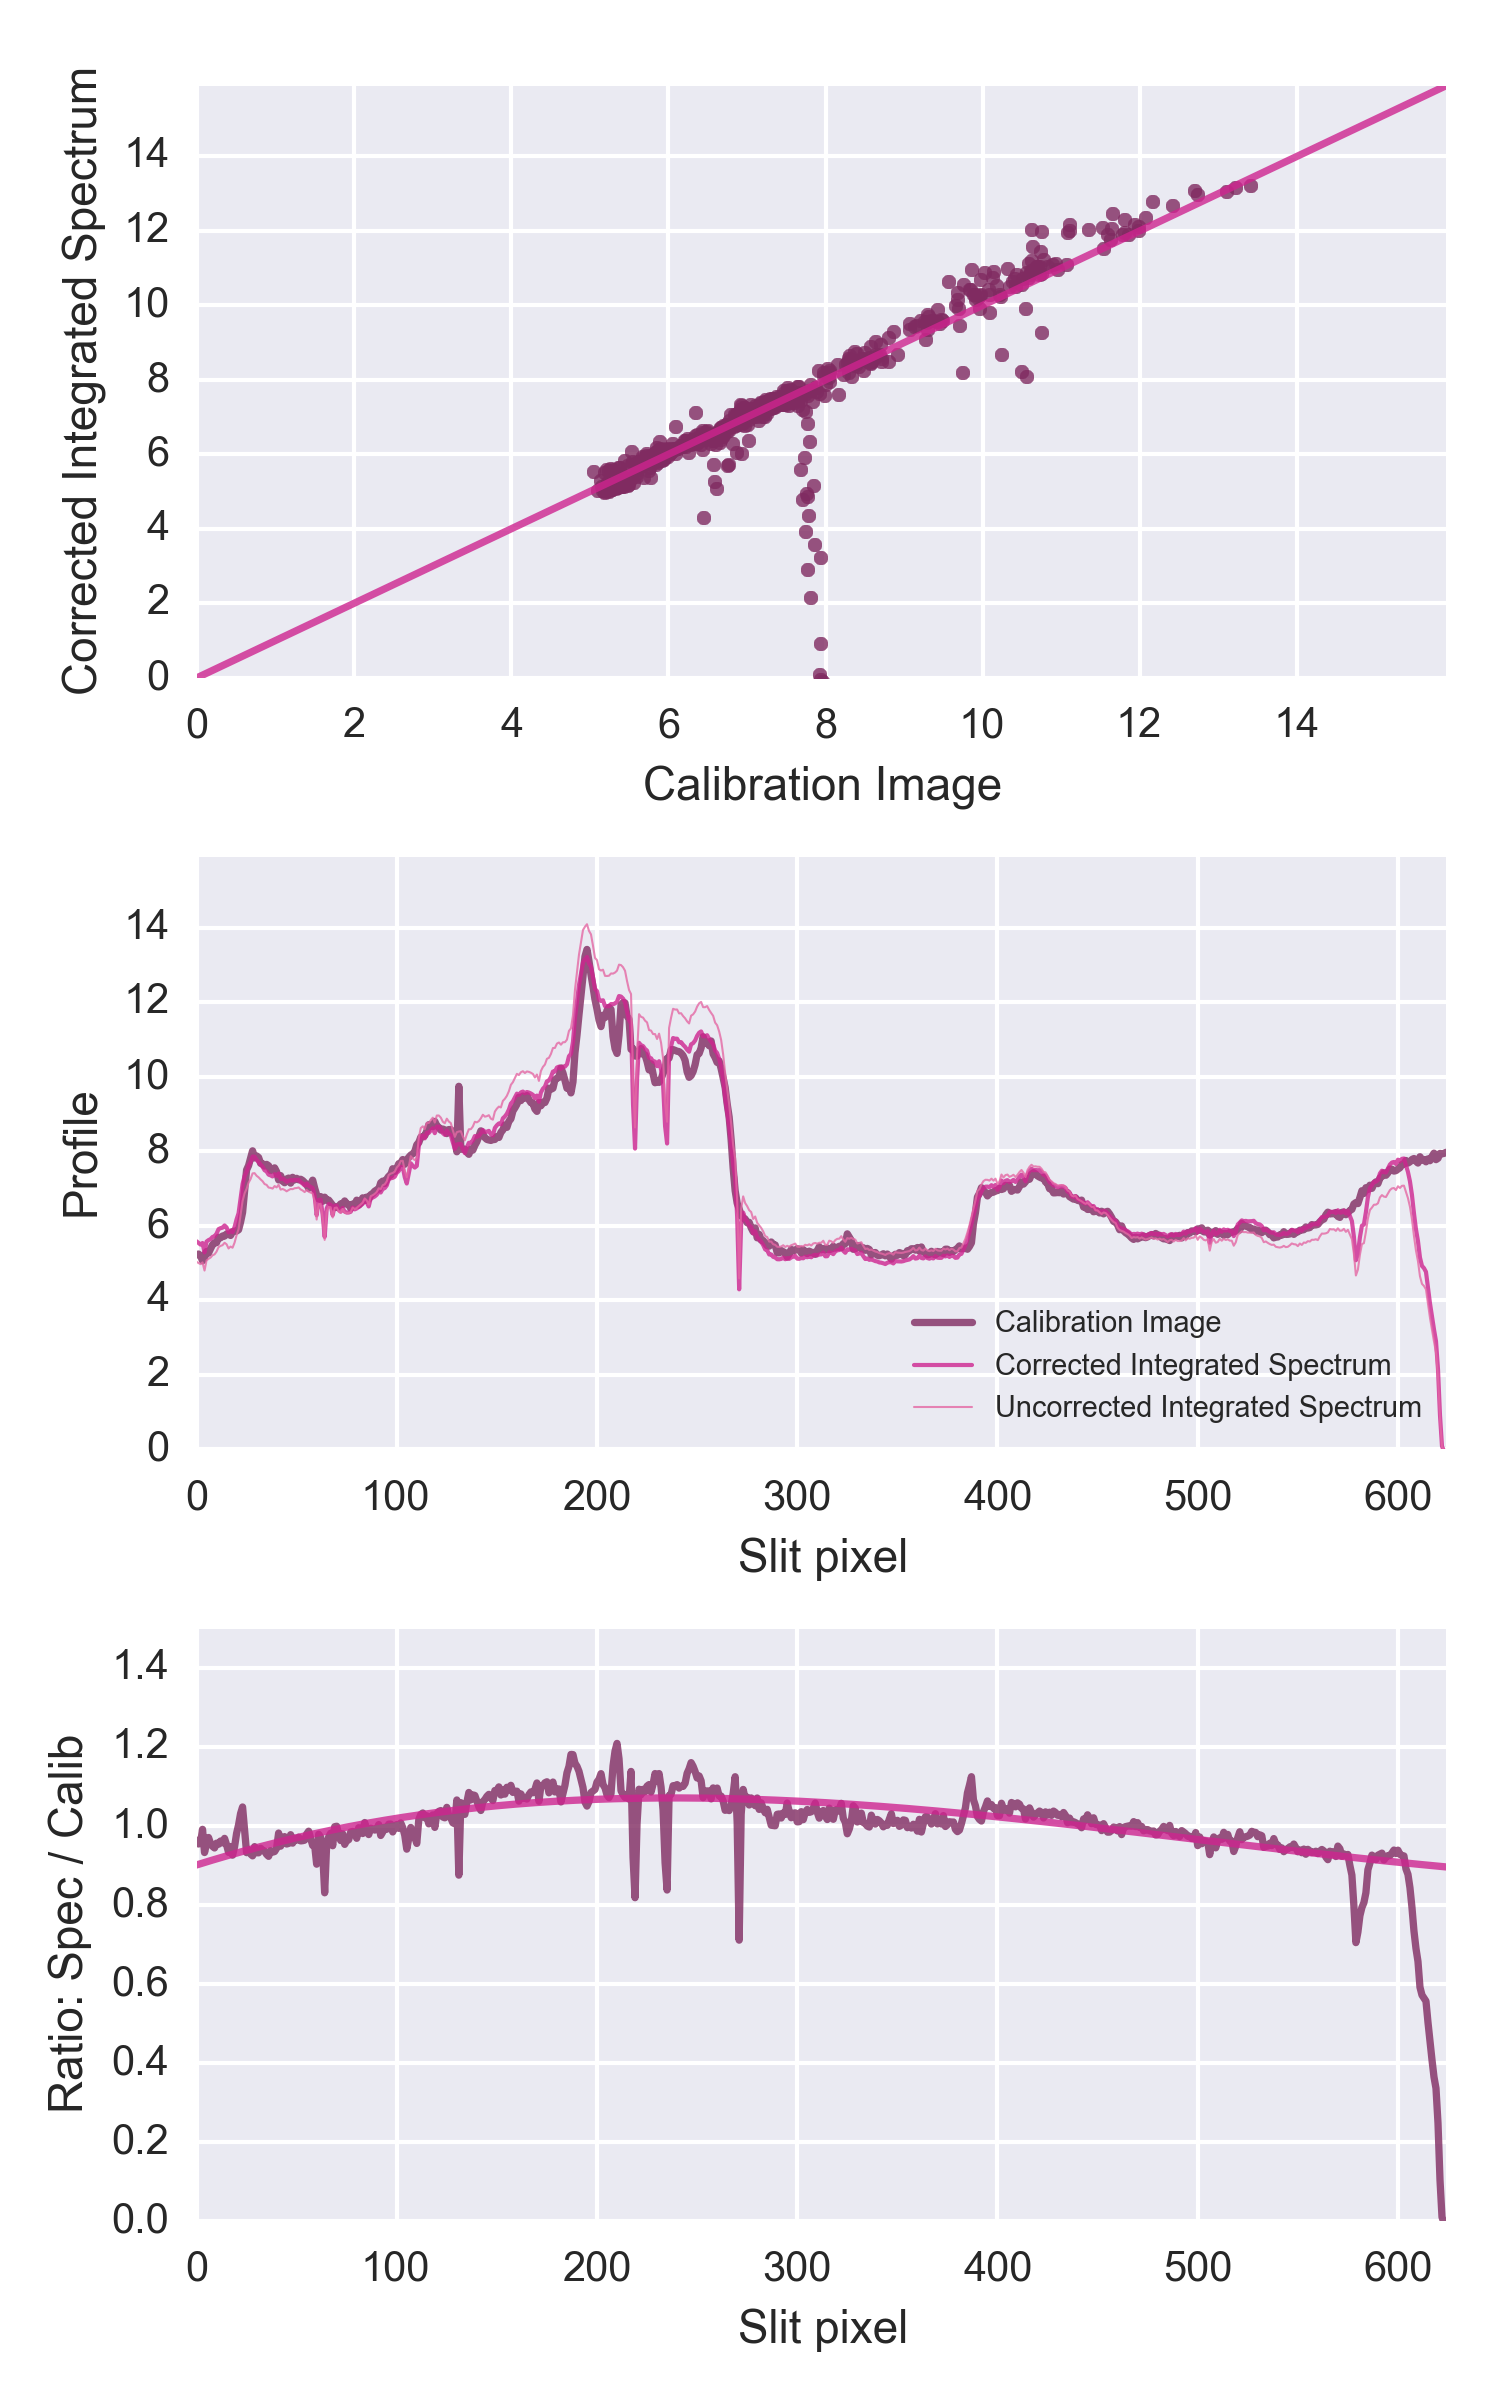 Corrected Integrated Spectrum
14
12
10
8
6
4
2
0
0 2 4 6 8 10 12 14
Calibration Image
Profile
14
12
10
8
6
4
2
0
Calibration Image
Corrected Integrated Spectrum
Uncorrected Integrated Spectrum
0 100 200 300 400 500 600
Slit pixel
Ratio: Spec / Calib
1.4
1.2
1.0
0.8
0.6
0.4
0.2
0.0
0 100 200 300 400 500 600
Slit pixel